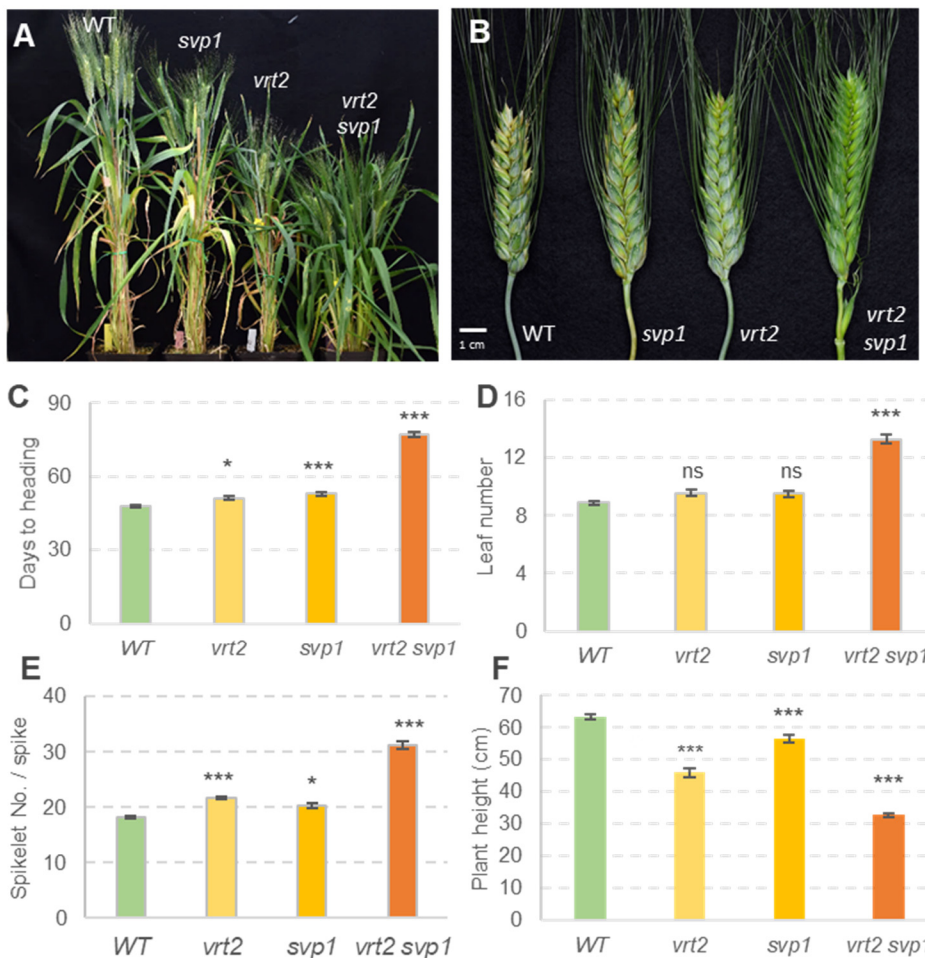 A
WT
svp1
vrt2
vrt2
svp1
B
1 cm
WT
svp1
vrt2
vrt2
svp1
C
Days to heading
90
60
30
0
*
***
***
WT
vrt2
svp1
vrt2 svp1
D
Leaf number
16
12
8
4
0
ns
ns
***
WT
vrt2
svp1
vrt2 svp1
E
Spikelet No. / spike
40
30
20
10
0
***
*
***
WT
vrt2
svp1
vrt2 svp1
F
Plant height (cm)
70
60
50
40
30
20
10
0
***
***
***
WT
vrt2
svp1
vrt2 svp1